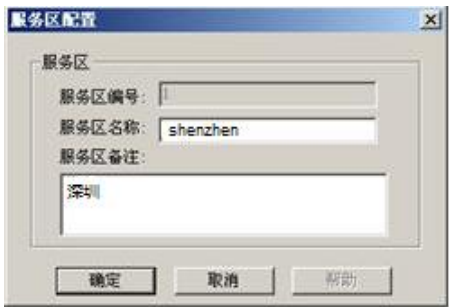 服务区配置
服务区
服务区编号: 1
服务区名称: shenzhen
服务区备注:
深圳
确定 取消 帮助